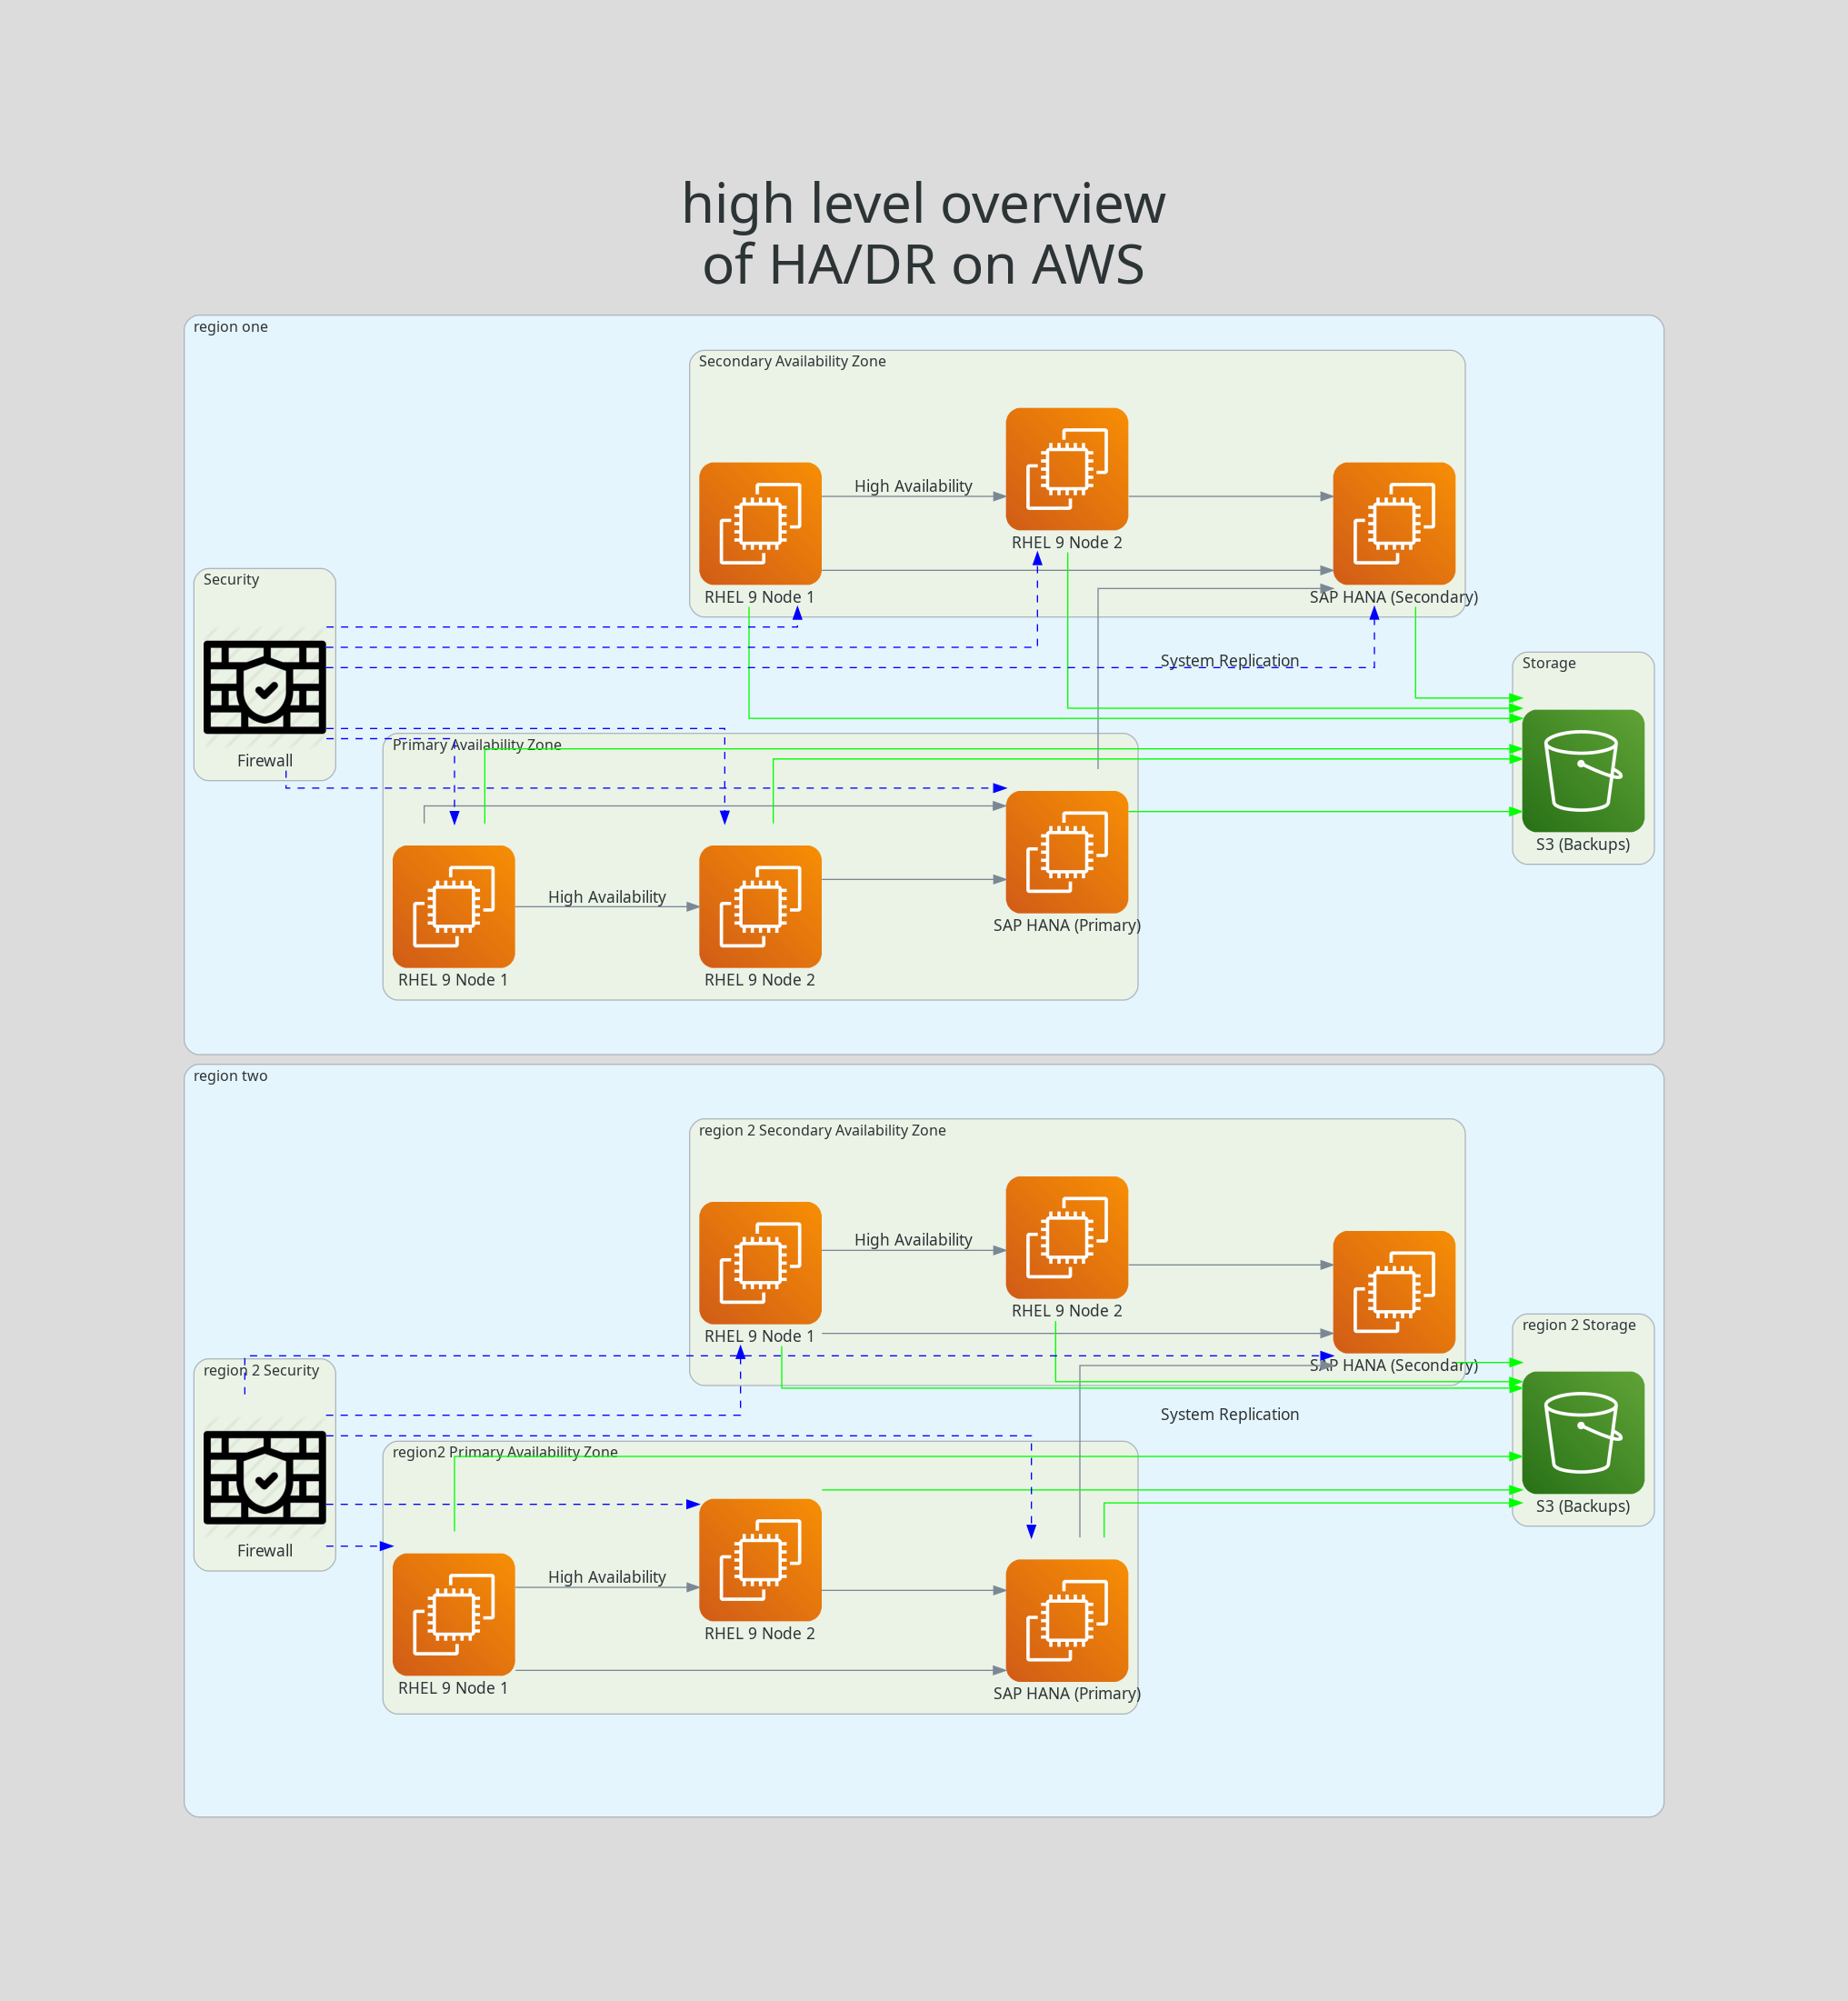 high level overview
of HA/DR on AWS
region one
Secondary Availability Zone
High Availability
RHEL 9 Node 2
RHEL 9 Node 1
SAP HANA (Secondary)
Security
Firewall
System Replication
Storage
S3 (Backups)
Primary Availability Zone
High Availability
SAP HANA (Primary)
RHEL 9 Node 1
RHEL 9 Node 2
region two
region 2 Secondary Availability Zone
High Availability
RHEL 9 Node 2
RHEL 9 Node 1
SAP HANA (Secondary)
region 2 Security
Firewall
System Replication
region 2 Storage
S3 (Backups)
region2 Primary Availability Zone
High Availability
RHEL 9 Node 2
RHEL 9 Node 1
SAP HANA (Primary)